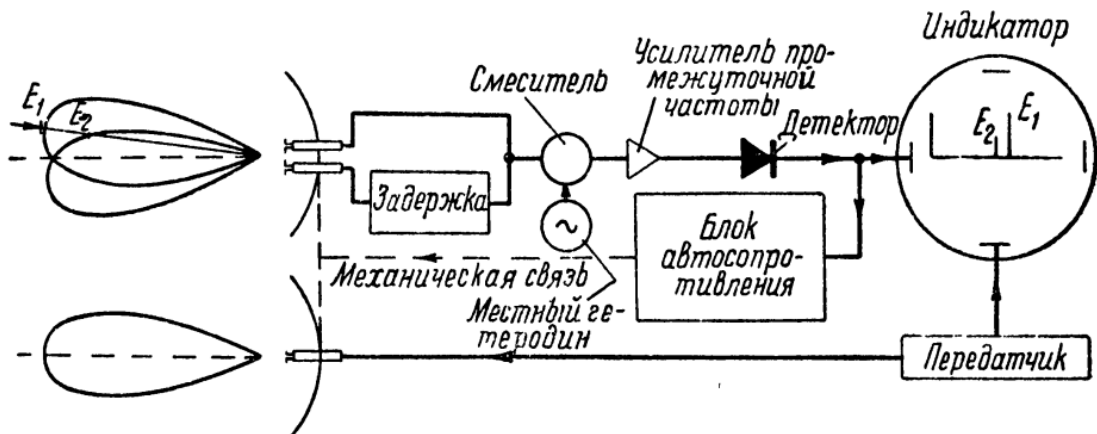 Индикатор
Усилитель про-
межуточной
частоты
Смеситель
Детектор
E₁
E₂
E₂
E₁
Задержка
~
Блок
автосопро-
тивления
Механическая связь
Местный ге-
теродин
Передатчик